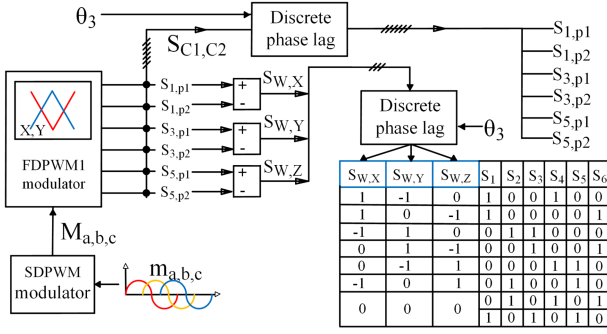 θ3
Discrete
phase lag
SC1,C2
S1,p1
S1,p2
S3,p1
S3,p2
S5,p1
S5,p2
X,Y
FDPWM1
modulator
S1,p1
S1,p2
S3,p1
S3,p2
S5,p1
S5,p2
+
-
+
-
+
-
SW,X
SW,Y
SW,Z
Discrete
phase lag
θ3
Ma,b,c
SDPWM
modulator
ma,b,c
SW,X SW,Y SW,Z S1 S2 S3 S4 S5 S6
1 -1 0 1 0 0 1 0 0
1 0 -1 1 0 0 0 0 1
-1 1 0 0 1 1 0 0 0
0 1 -1 0 0 1 0 0 1
0 -1 1 0 0 0 1 1 0
-1 0 1 0 1 0 0 1 0
0 0 0 0 1 0 1 0 1
1 0 1 0 1 0